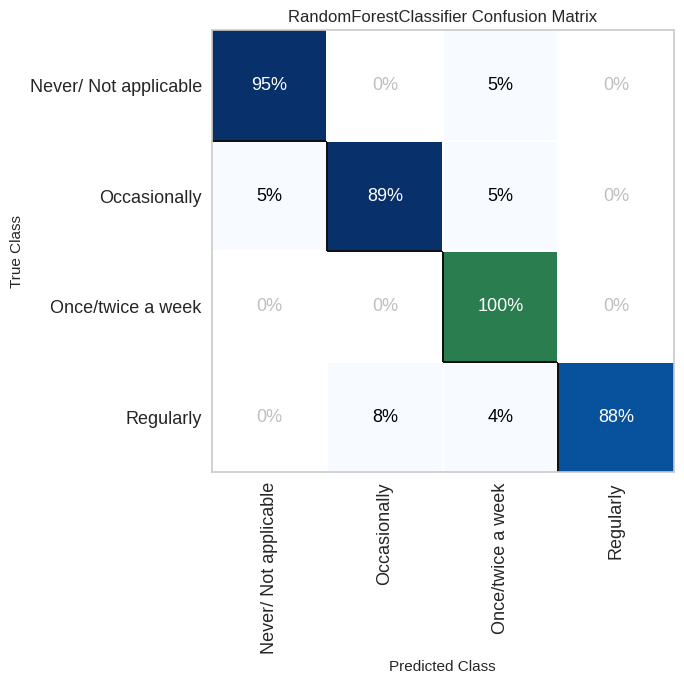 RandomForestClassifier Confusion Matrix
True Class
Never/ Not applicable 95% 0% 5% 0%
Occasionally 5% 89% 5% 0%
Once/twice a week 0% 0% 100% 0%
Regularly 0% 8% 4% 88%
Never/ Not applicable
Occasionally
Once/twice a week
Regularly
Predicted Class